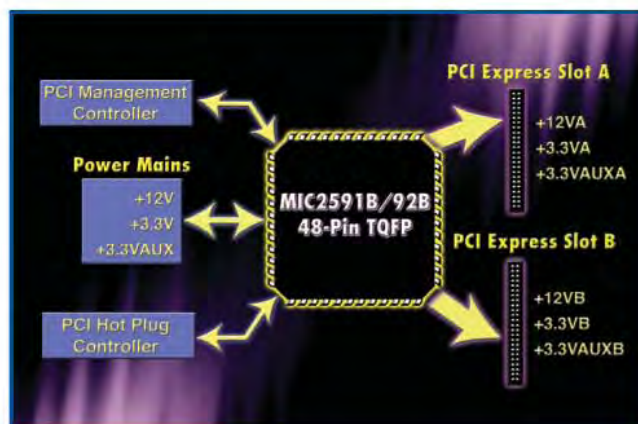 PCI Management
Controller
Power Mains
+12V
+3.3V
+3.3VAUX
PCI Hot Plug
Controller
MIC2591B/92B
48-Pin TQFP
PCI Express Slot A
+12VA
+3.3VA
+3.3VAUXA
PCI Express Slot B
+12VB
+3.3VB
+3.3VAUXB